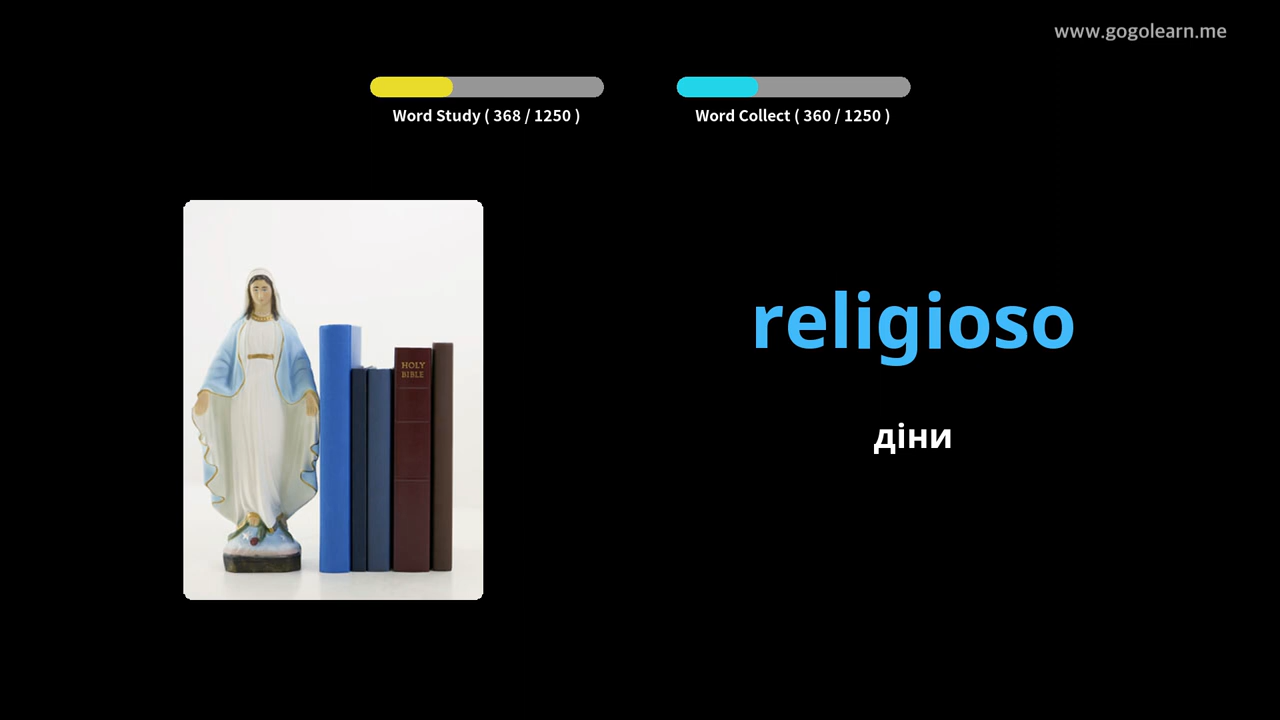 www.gogolearn.me
Word Study ( 368 / 1250 )
Word Collect ( 360 / 1250 )
HOLY
BIBLE
religioso
діни